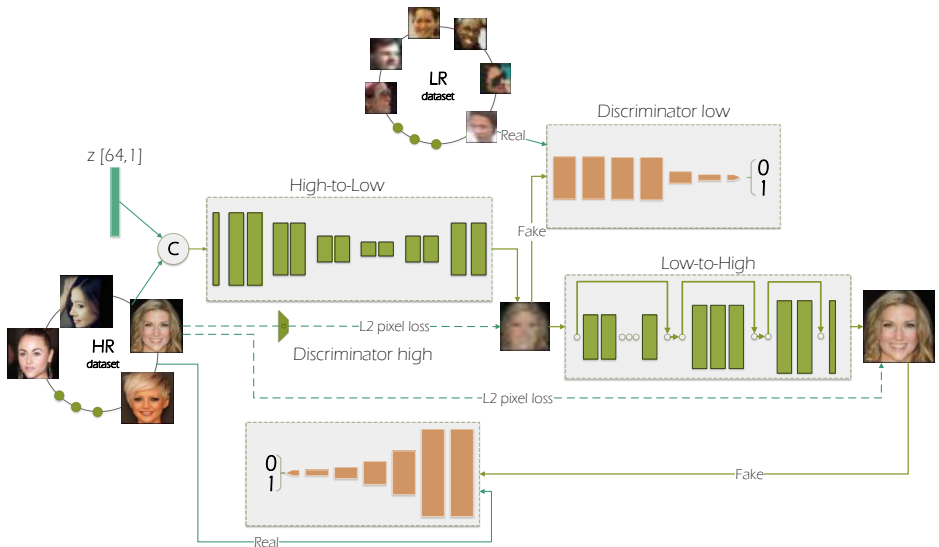 LR
dataset
Real
Discriminator low
0
1
z [64,1]
High-to-Low
C
Fake
Low-to-High
HR
dataset
L2 pixel loss
Discriminator high
L2 pixel loss
0
1
Fake
Real